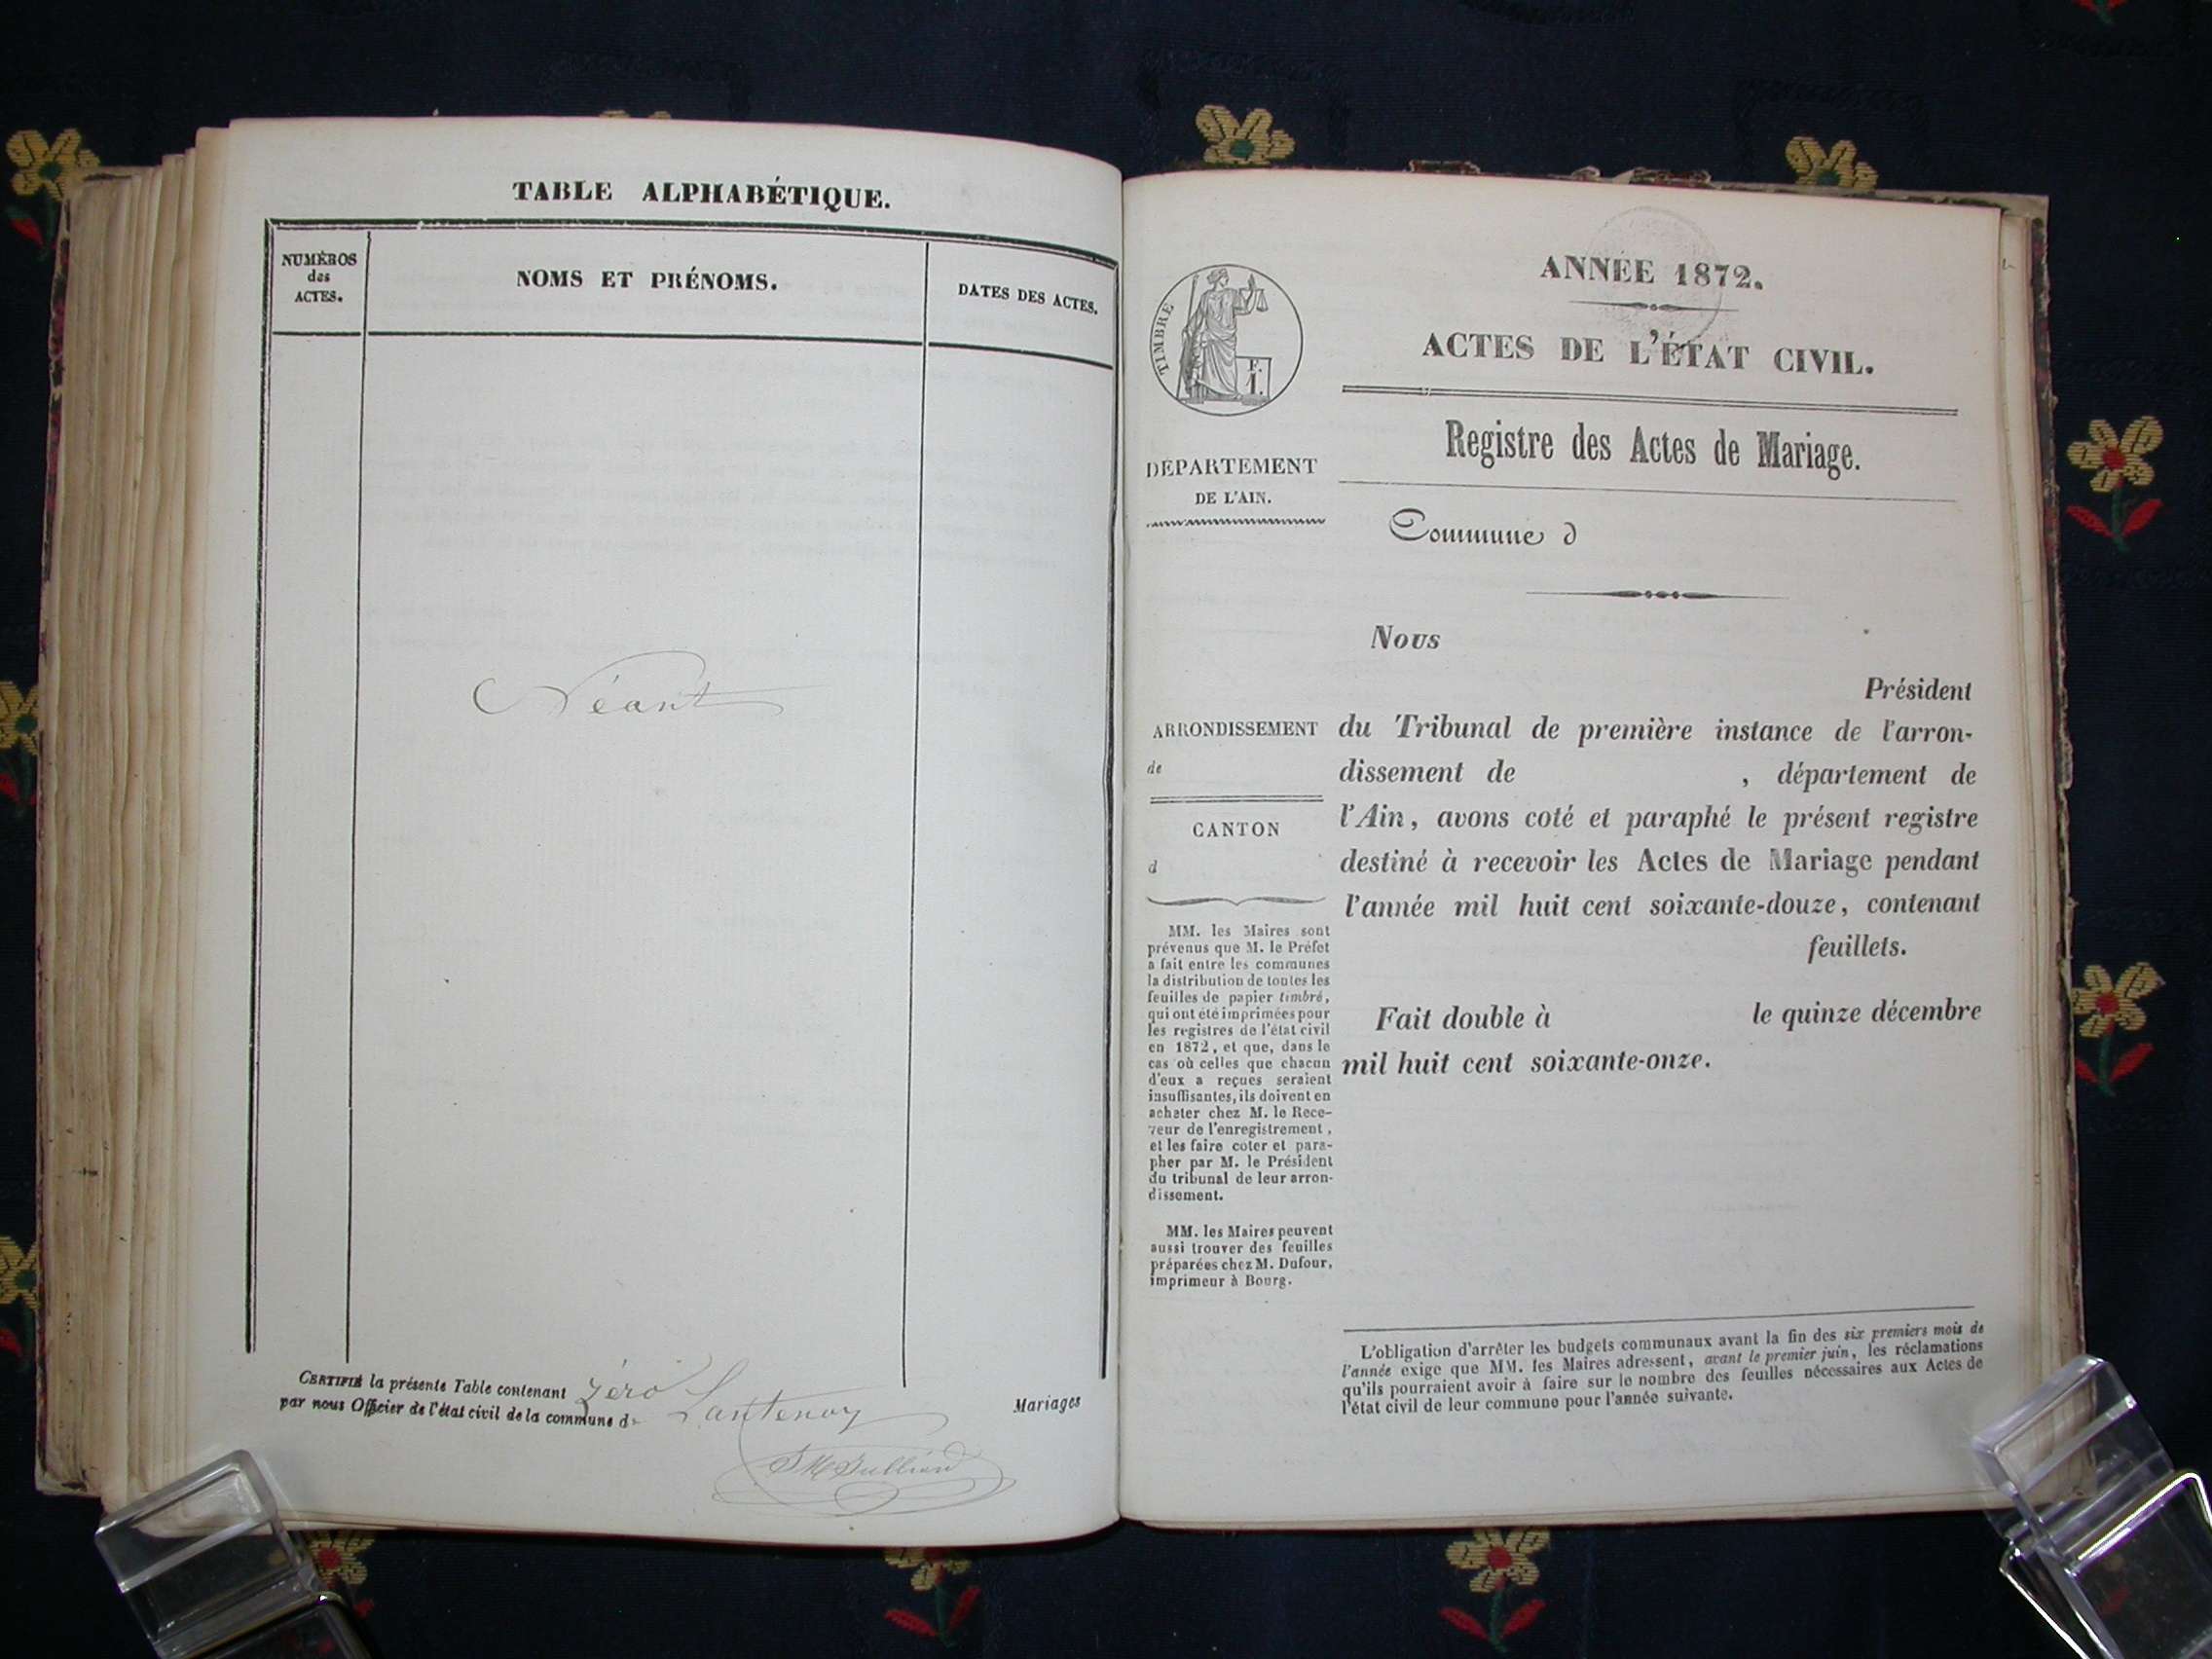 TABLE ALPHABÉTIQUE.
NUMÉROS
des
ACTES.
NOMS ET PRÉNOMS.
DATES DES ACTES.
Néant
CERTIFIÉ la présente Table contenant zéro Mariages
par nous Officier de l'état civil de la commune de Lantenay
TIMBRE
F.
1.
DÉPARTEMENT
DE L'AIN.
ARRONDISSEMENT
de
CANTON
d
MM. les Maires sont
prévenus que M. le Préfet
a fait entre les communes
la distribution de toutes les
feuilles de papier timbré,
qui ont été imprimées pour
les registres de l'état civil
en 1872, et que, dans le
cas où celles que chacun
d'eux a reçues seraient
insuffisantes, ils doivent en
acheter chez M. le Rece-
veur de l'enregistrement,
et les faire coter et para-
pher par M. le Président
du tribunal de leur arron-
dissement.
MM. les Maires peuvent
aussi trouver des feuilles
préparées chez M. Dufour,
imprimeur à Bourg.
ANNÉE 1872.
ACTES DE L'ÉTAT CIVIL.
Registre des Actes de Mariage.
Commune d
Nous
Président
du Tribunal de première instance de l'arron-
dissement de , département de
l'Ain, avons coté et paraphé le présent registre
destiné à recevoir les Actes de Mariage pendant
l'année mil huit cent soixante-douze, contenant
feuillets.
Fait double à le quinze décembre
mil huit cent soixante-onze.
L'obligation d'arrêter les budgets communaux avant la fin des six premiers mois de
l'année exige que MM. les Maires adressent, avant le premier juin, les réclamations
qu'ils pourraient avoir à faire sur le nombre des feuilles nécessaires aux Actes de
l'état civil de leur commune pour l'année suivante.